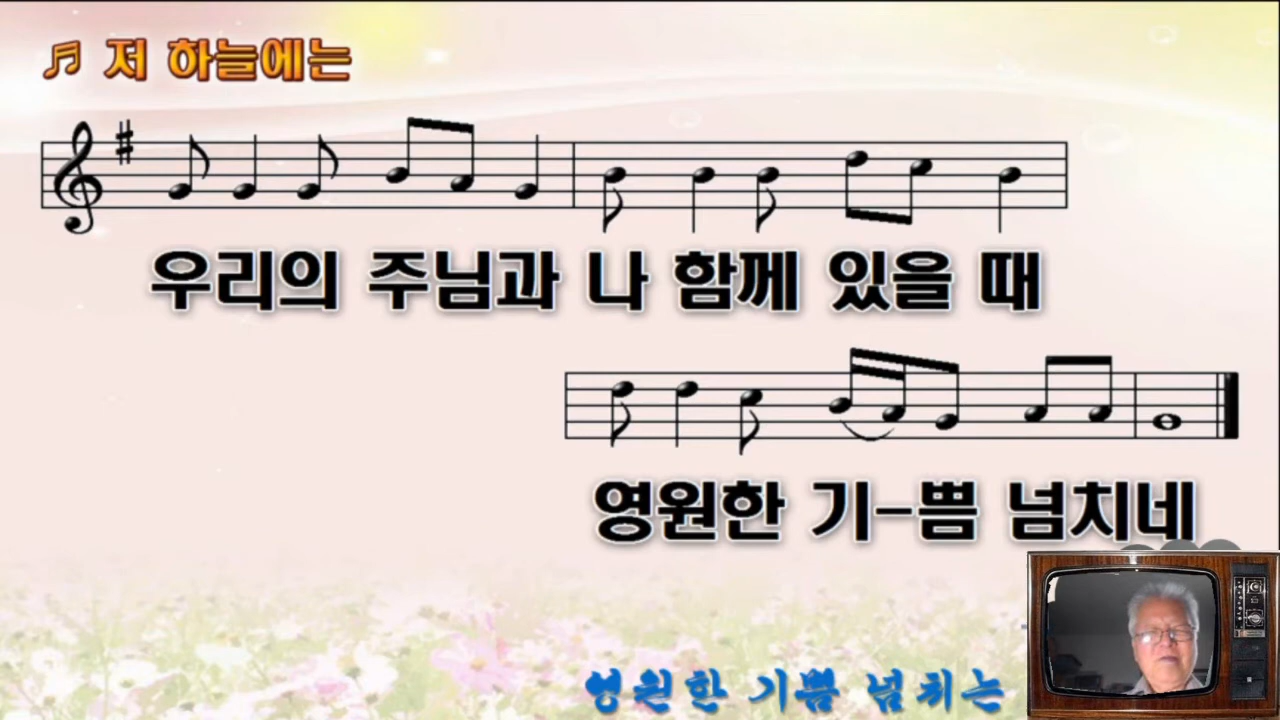 ♬ 저 하늘에는
우리의 주님과 나 함께 있을 때
영원한 기-쁨 넘치네
영원한 기쁨 넘치는